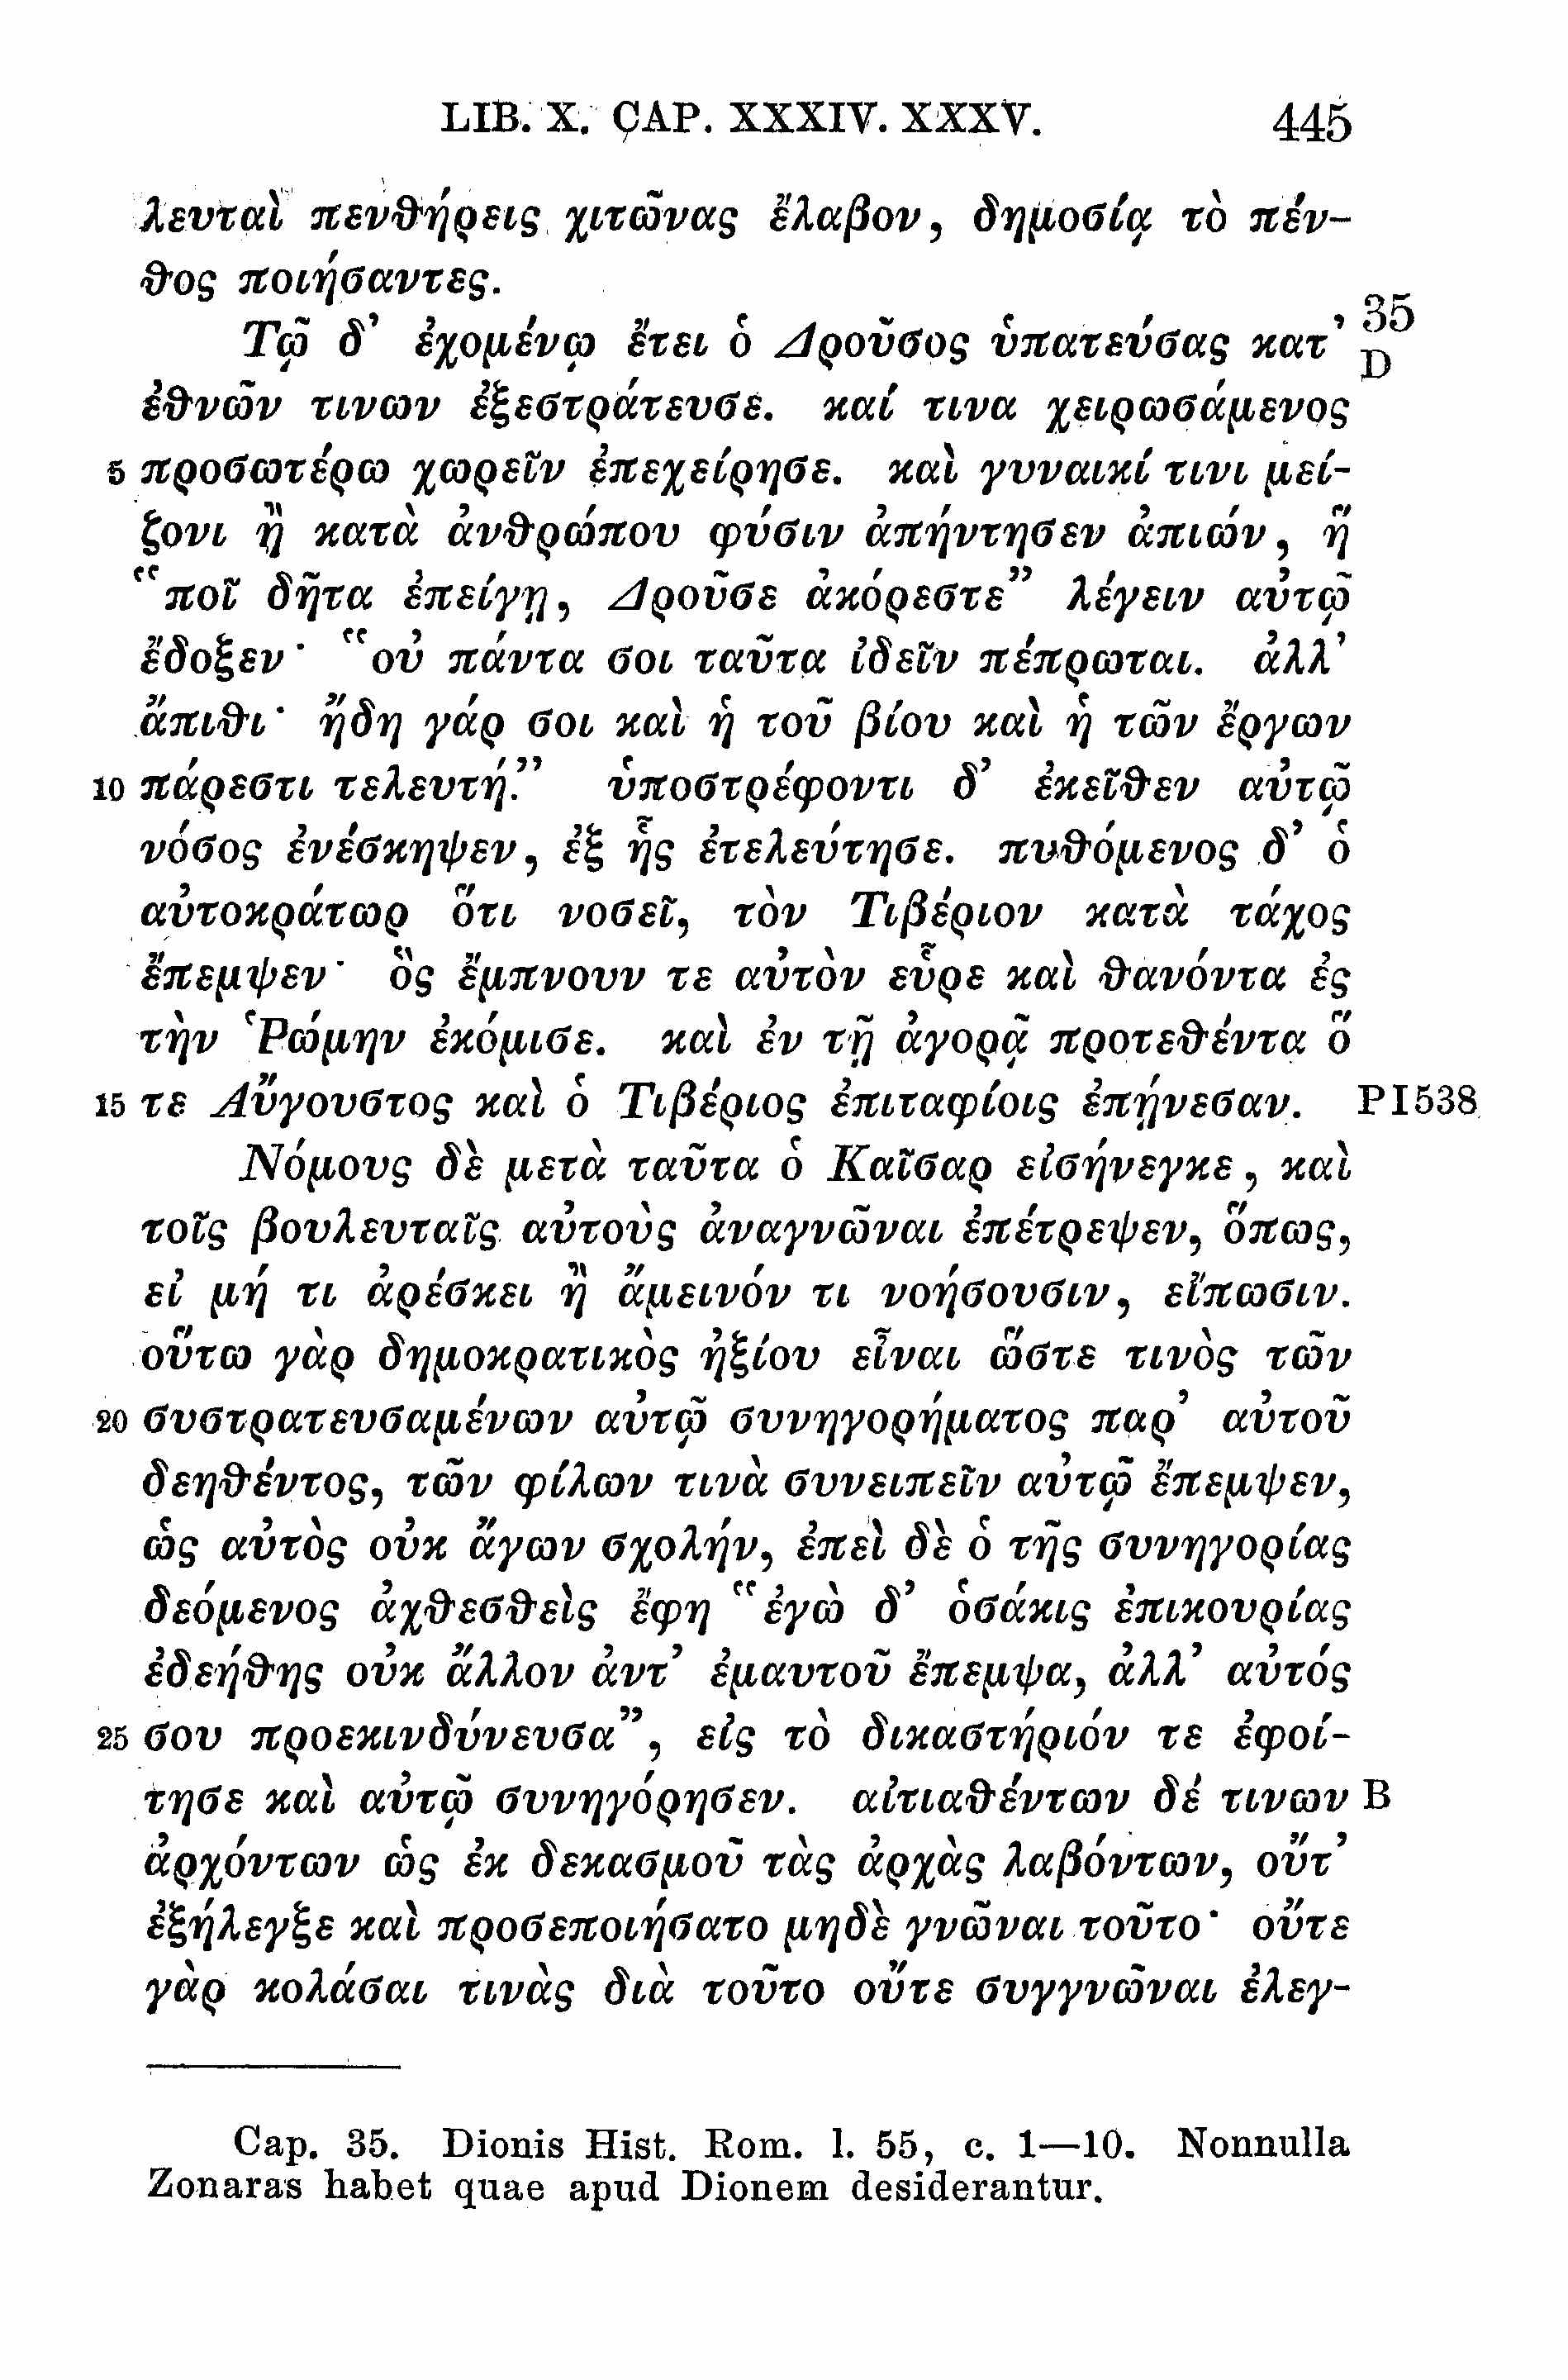 LIB. X. CAP. XXXIV. XXXV. 445
λευταὶ πενθήρεις χιτῶνας ἔλαβον, δημοσίᾳ τὸ πέν-
θος ποιήσαντες.
Τῷ δ' ἐχομένῳ ἔτει ὁ Δροῦσος ὑπατεύσας κατ' 35 D
ἐθνῶν τινων ἐξεστράτευσε. καί τινα χειρωσάμενος
5 προσωτέρω χωρεῖν ἐπεχείρησε. καὶ γυναικί τινι μεί-
ζονι ἢ κατὰ ἀνθρώπου φύσιν ἀπήντησεν ἀπιών, ἥ
“ποῖ δῆτα ἐπείγῃ, Δροῦσε ἀκόρεστε” λέγειν αὐτῷ
ἔδοξεν· “οὐ πάντα σοι ταῦτα ἰδεῖν πέπρωται. ἀλλ'
ἄπιθι· ἤδη γάρ σοι καὶ ἡ τοῦ βίου καὶ ἡ τῶν ἔργων
10 πάρεστι τελευτή.” ὑποστρέφοντι δ' ἐκεῖθεν αὐτῷ
νόσος ἐνέσκηψεν, ἐξ ἧς ἐτελεύτησε. πυθόμενος δ' ὁ
αὐτοκράτωρ ὅτι νοσεῖ, τὸν Τιβέριον κατὰ τάχος
ἔπεμψεν· ὃς ἔμπνουν τε αὐτὸν εὗρε καὶ θανόντα ἐς
τὴν Ῥώμην ἐκόμισε. καὶ ἐν τῇ ἀγορᾷ προτεθέντα ὅ
15 τε Αὔγουστος καὶ ὁ Τιβέριος ἐπιταφίοις ἐπῄνεσαν. PI538
Νόμους δὲ μετὰ ταῦτα ὁ Καῖσαρ εἰσήνεγκε, καὶ
τοῖς βουλευταῖς αὐτοὺς ἀναγνῶναι ἐπέτρεψεν, ὅπως,
εἰ μή τι ἀρέσκει ἢ ἄμεινόν τι νοήσουσιν, εἴπωσιν.
οὕτω γὰρ δημοκρατικὸς ἠξίου εἶναι ὥστε τινὸς τῶν
20 συστρατευσαμένων αὐτῷ συνηγορήματος παρ' αὐτοῦ
δεηθέντος, τῶν φίλων τινὰ συνειπεῖν αὐτῷ ἔπεμψεν,
ὡς αὐτὸς οὐκ ἄγων σχολήν, ἐπεὶ δὲ ὁ τῆς συνηγορίας
δεόμενος ἀχθεσθεὶς ἔφη “ἐγὼ δ' ὁσάκις ἐπικουρίας
ἐδεήθης οὐκ ἄλλον ἀντ' ἐμαυτοῦ ἔπεμψα, ἀλλ' αὐτός
25 σου προεκινδύνευσα”, εἰς τὸ δικαστήριόν τε ἐφοί-
τησε καὶ αὐτῷ συνηγόρησεν. αἰτιαθέντων δέ τινων B
ἀρχόντων ὡς ἐκ δεκασμοῦ τὰς ἀρχὰς λαβόντων, οὔτ'
ἐξήλεγξε καὶ προσεποιήσατο μηδὲ γνῶναι τοῦτο· οὔτε
γὰρ κολάσαι τινὰς διὰ τοῦτο οὔτε συγγνῶναι ἐλεγ-
Cap. 35. Dionis Hist. Rom. l. 55, c. 1—10. Nonnulla
Zonaras habet quae apud Dionem desiderantur.